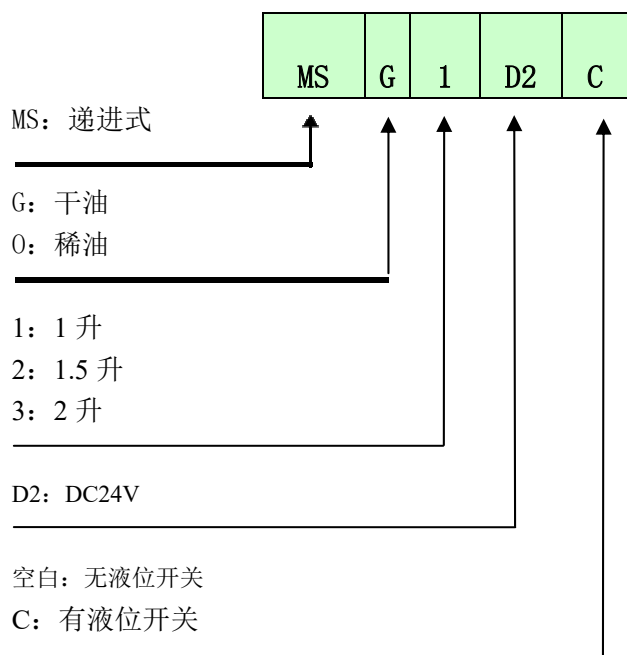 MS G 1 D2 C
MS：递进式
G：干油
O：稀油
1：1 升
2：1.5 升
3：2 升
D2：DC24V
空白：无液位开关
C：有液位开关